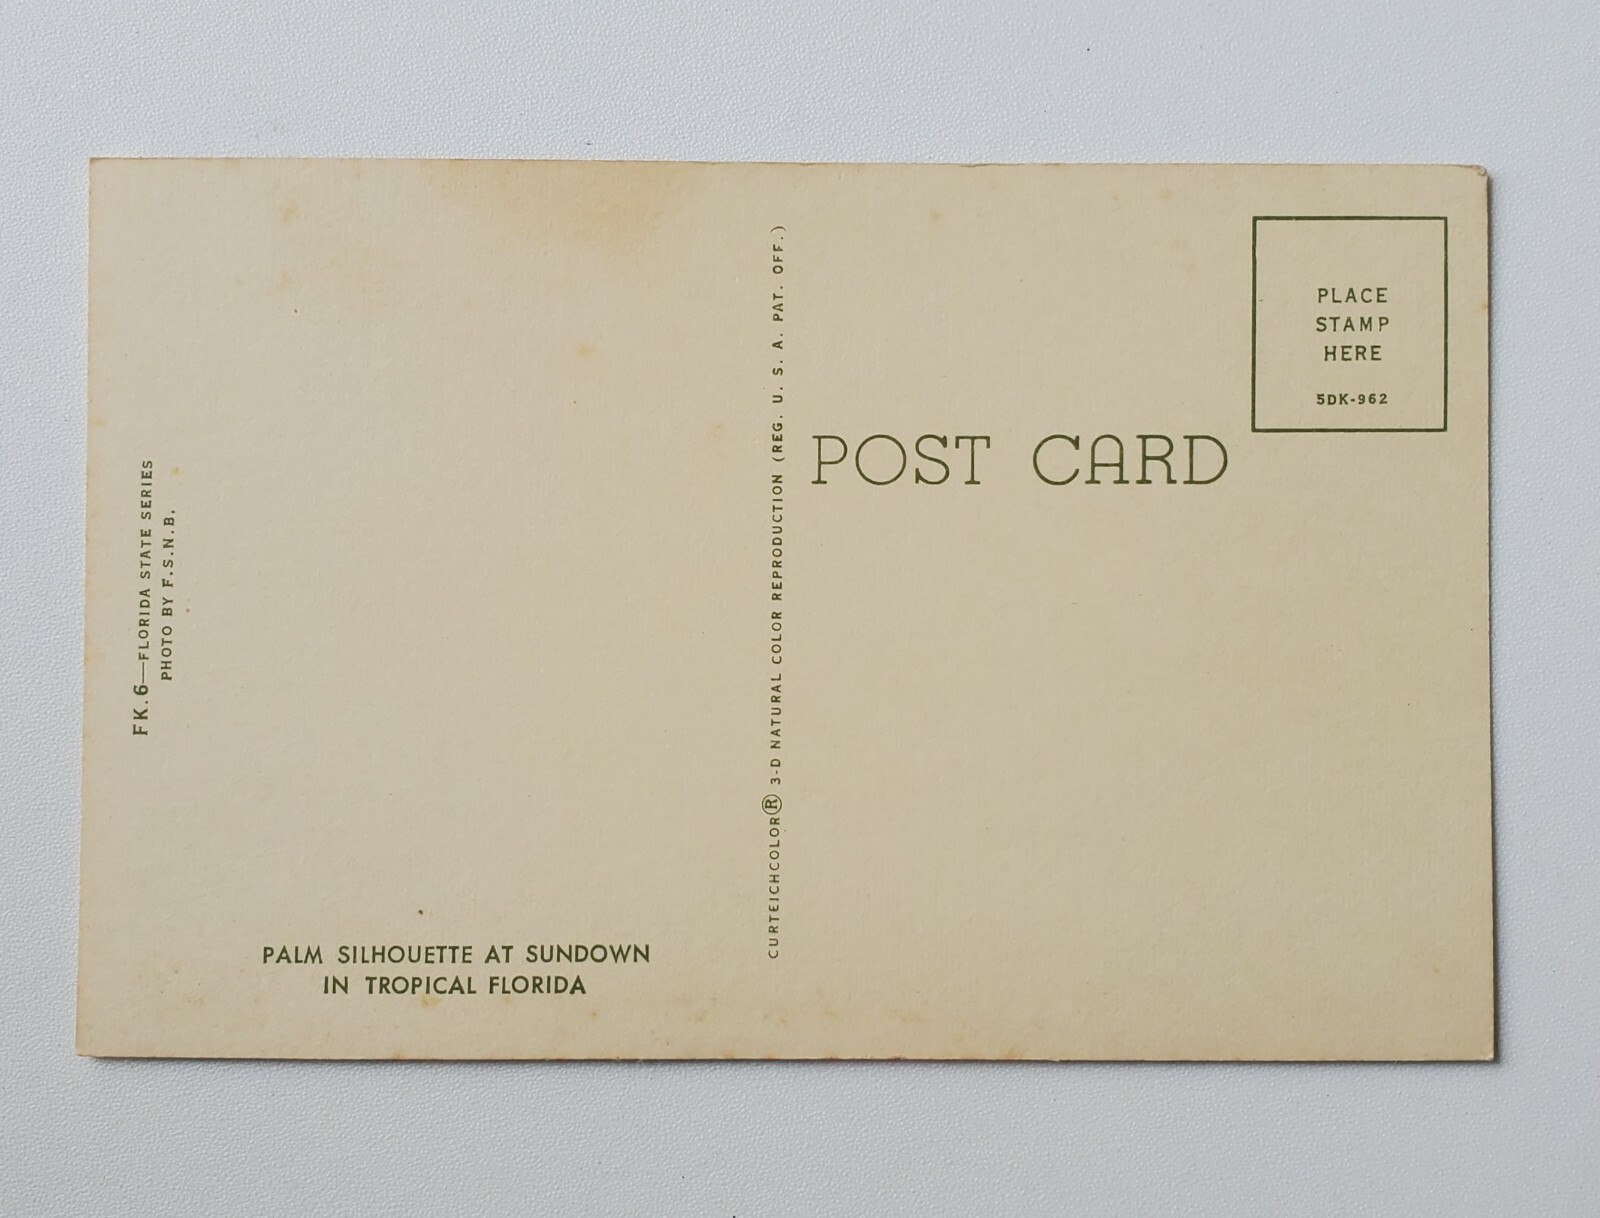 FK.6—FLORIDA STATE SERIES
PHOTO BY F.S.N.B.
PALM SILHOUETTE AT SUNDOWN
IN TROPICAL FLORIDA
CURTEICHCOLOR® 3-D NATURAL COLOR REPRODUCTION (REG. U. S. A. PAT. OFF.)
POST CARD
PLACE
STAMP
HERE
5DK-962